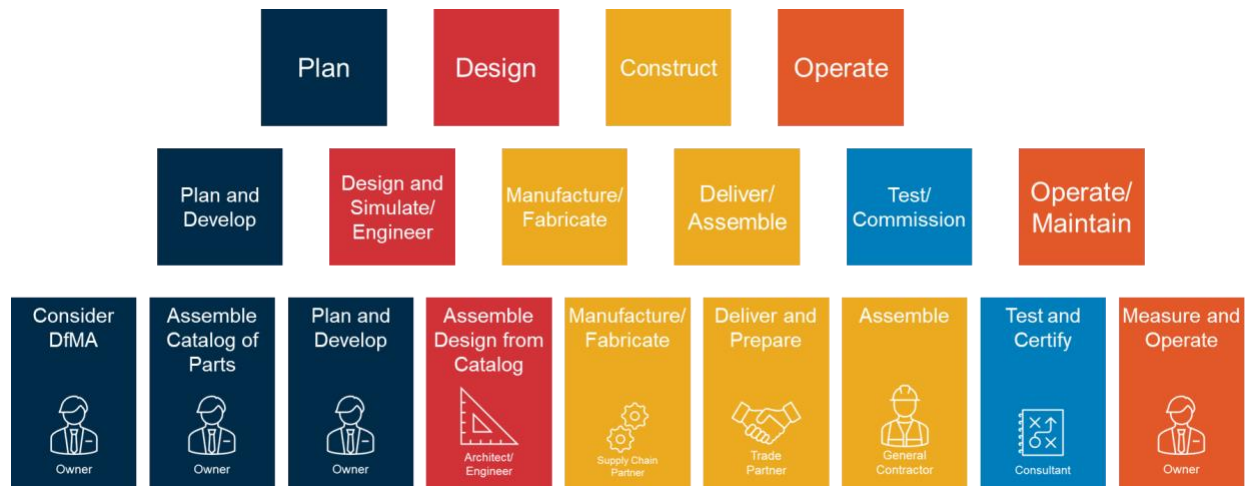 Plan
Design
Construct
Operate
Plan and
Develop
Design and
Simulate/
Engineer
Manufacture/
Fabricate
Deliver/
Assemble
Test/
Commission
Operate/
Maintain
Consider
DfMA
Owner
Assemble
Catalog of
Parts
Owner
Plan and
Develop
Owner
Assemble
Design from
Catalog
Architect/
Engineer
Manufacture/
Fabricate
Supply Chain
Partner
Deliver and
Prepare
Trade
Partner
Assemble
General
Contractor
Test and
Certify
Consultant
Measure and
Operate
Owner